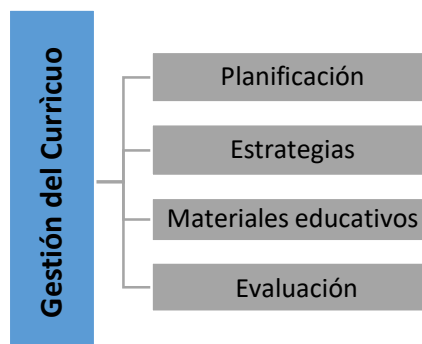 Gestión del Currìcuo
Planificación
Estrategias
Materiales educativos
Evaluación